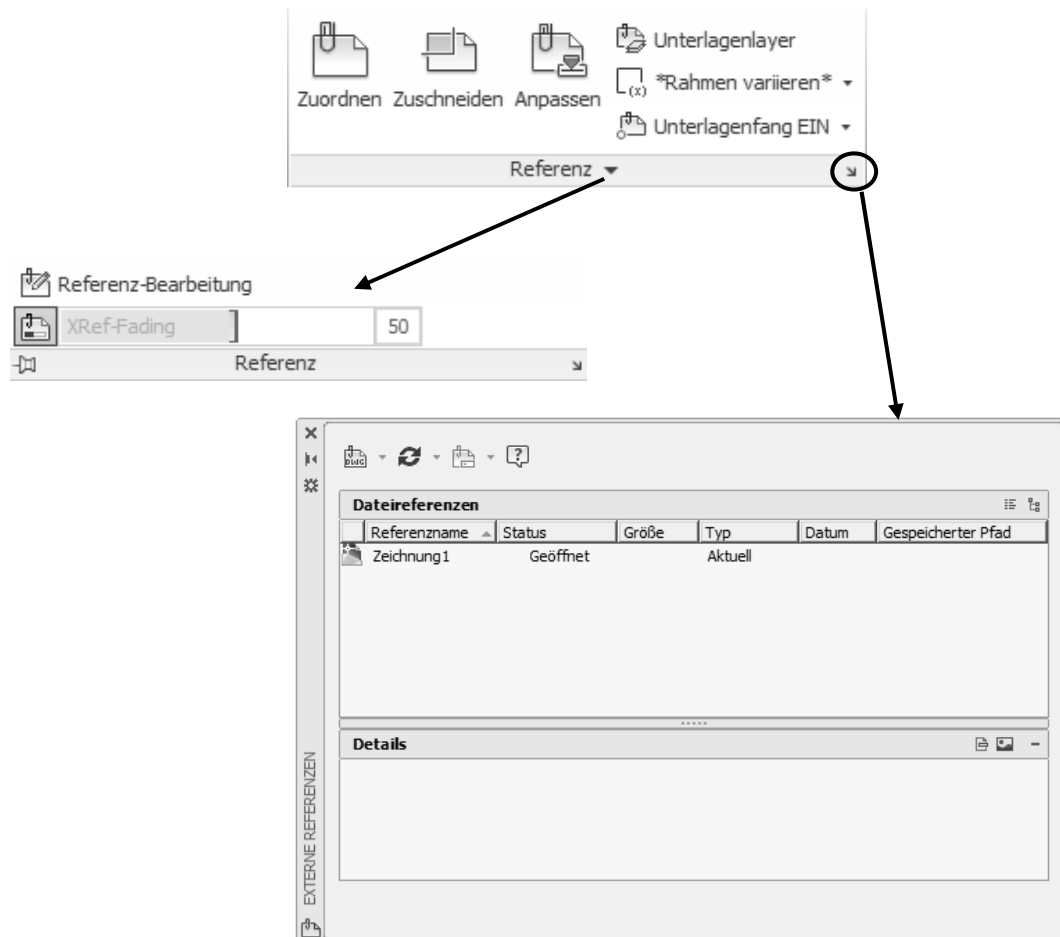 Zuordnen Zuschneiden Anpassen
Unterlagenlayer
(x) *Rahmen variieren*
Unterlagenfang EIN
Referenz
Referenz-Bearbeitung
XRef-Fading 50
Referenz
DWG
Dateireferenzen
Referenzname Status Größe Typ Datum Gespeicherter Pfad
Zeichnung1 Geöffnet Aktuell
Details
EXTERNE REFERENZEN